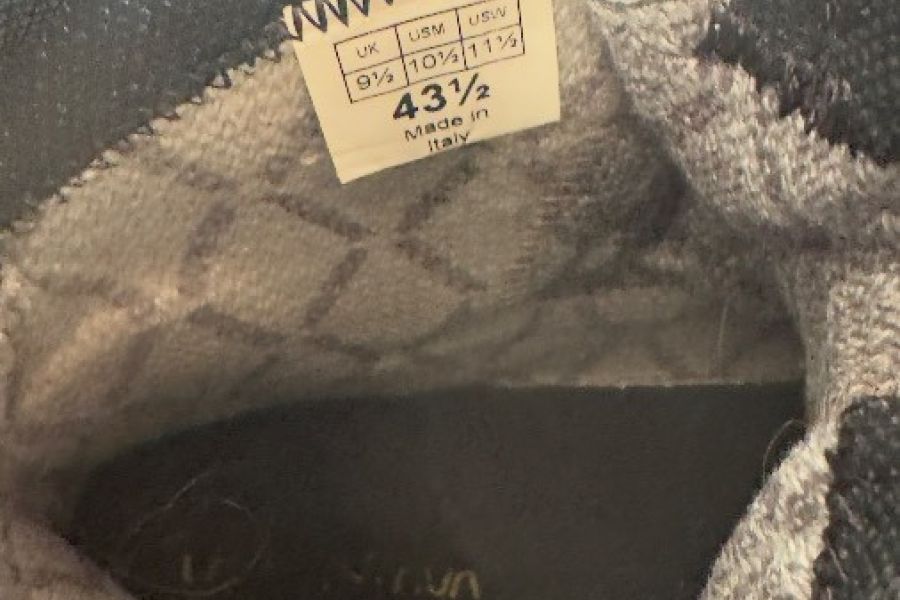 UK USM USW
9½ 10½ 11½
43½
Made in
Italy